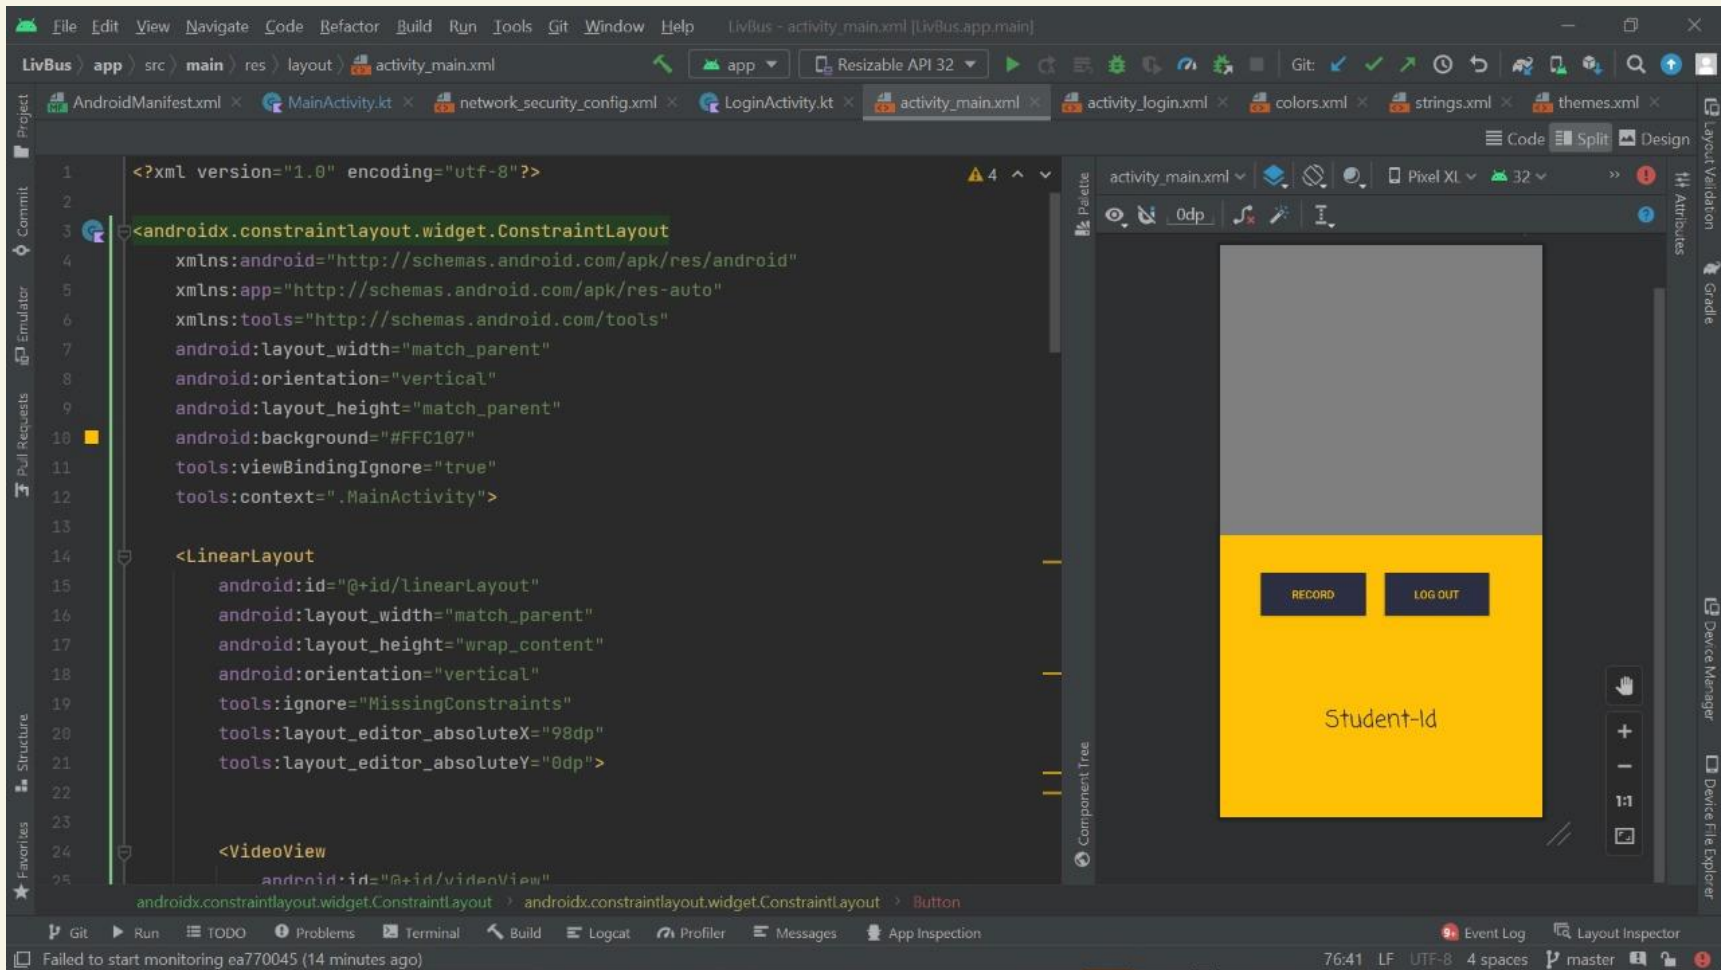 File Edit View Navigate Code Refactor Build Run Tools Git Window Help LivBus - activity_main.xml [LivBus.app.main]
LivBus app src main res layout activity_main.xml app Resizable API 32 Git:
AndroidManifest.xml MainActivity.kt network_security_config.xml LoginActivity.kt activity_main.xml activity_login.xml colors.xml strings.xml themes.xml
Code Split Design
Project
Commit
Emulator
Pull Requests
Structure
Favorites
1 <?xml version="1.0" encoding="utf-8"?>
2
3 <androidx.constraintlayout.widget.ConstraintLayout
4 xmlns:android="http://schemas.android.com/apk/res/android"
5 xmlns:app="http://schemas.android.com/apk/res-auto"
6 xmlns:tools="http://schemas.android.com/tools"
7 android:layout_width="match_parent"
8 android:orientation="vertical"
9 android:layout_height="match_parent"
10 android:background="#FFC107"
11 tools:viewBindingIgnore="true"
12 tools:context=".MainActivity">
13
14 <LinearLayout
15 android:id="@+id/linearLayout"
16 android:layout_width="match_parent"
17 android:layout_height="wrap_content"
18 android:orientation="vertical"
19 tools:ignore="MissingConstraints"
20 tools:layout_editor_absoluteX="98dp"
21 tools:layout_editor_absoluteY="0dp">
22
23
24 <VideoView
25 android:id="@+id/videoView"
4
Palette
Component Tree
activity_main.xml Pixel XL 32
0dp
RECORD LOG OUT
Student-Id
1:1
Layout Validation
Attributes
Gradle
Device Manager
Device File Explorer
androidx.constraintlayout.widget.ConstraintLayout androidx.constraintlayout.widget.ConstraintLayout Button
Git Run TODO Problems Terminal Build Logcat Profiler Messages App Inspection 9+ Event Log Layout Inspector
Failed to start monitoring ea770045 (14 minutes ago) 76:41 LF UTF-8 4 spaces master